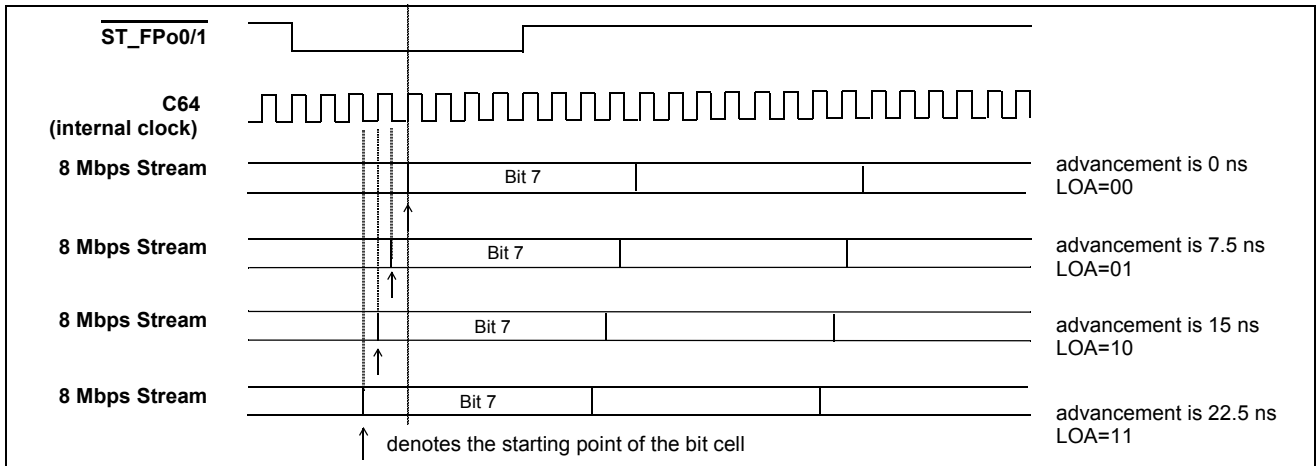 ST_FPo0/1
C64
(internal clock)
8 Mbps Stream
Bit 7
advancement is 0 ns
LOA=00
8 Mbps Stream
Bit 7
advancement is 7.5 ns
LOA=01
8 Mbps Stream
Bit 7
advancement is 15 ns
LOA=10
8 Mbps Stream
Bit 7
advancement is 22.5 ns
LOA=11
denotes the starting point of the bit cell